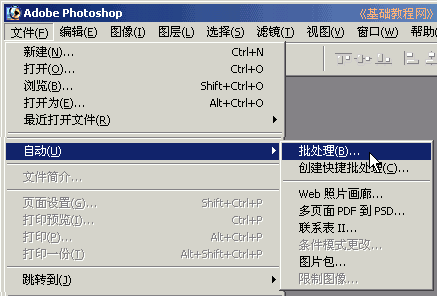 Adobe Photoshop 《基础教程网》
文件(F) 编辑(E) 图像(I) 图层(L) 选择(S) 滤镜(T) 视图(V) 窗口(W) 帮助
新建(N)... Ctrl+N
打开(O)... Ctrl+O
浏览(B)... Shift+Ctrl+O
打开为(E)... Alt+Ctrl+O
最近打开文件(R)
自动(U)
批处理(B)...
创建快捷批处理(C)...
文件简介...
Web 照片画廊...
页面设置(G)... Shift+Ctrl+P
多页面 PDF 到 PSD...
打印预览(I)... Ctrl+P
联系表 II...
打印(P)... Alt+Ctrl+P
条件模式更改...
打印一份(T) Alt+Shift+Ctrl+P
图片包...
跳转到(J)
限制图像...